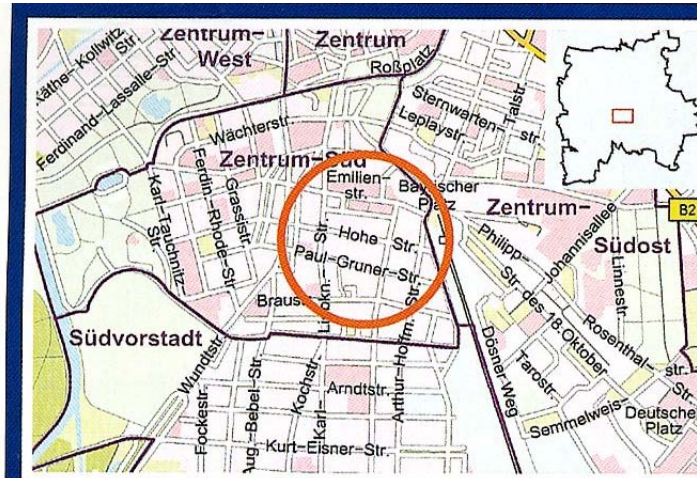 Zentrum–
West
Zentrum
Roßplatz
Käthe–Kollwitz
Str.
Ferdinand–Lassalle–Str.
Wächterstr.
Sternwarten–
str.
Leplaystr.
Talstr.
Zentrum–Süd
Emilien–
str.
Bayrischer
Platz
Karl–Tauchnitz
Str.
Ferdin.–Rhode–Str.
Grassistr.
Hohe Str.
Paul–Gruner–Str.
Zentrum–
Südost
B2
Philipp–
Rosenthal–
str.
Johannisallee
Linnéstr.
Str. des 18. Oktober
Südvorstadt
Braustr.
Wundtstr.
Dösner–Weg
Tarostr.
Semmelweis–
Str.
Deutscher
Platz
Fockestr.
Aug.–Bebel–Str.
Kochstr.
Karl–
Liebkn.–
Str.
Arndtstr.
Arthur–Hoffm.–Str.
Kurt–Eisner–Str.